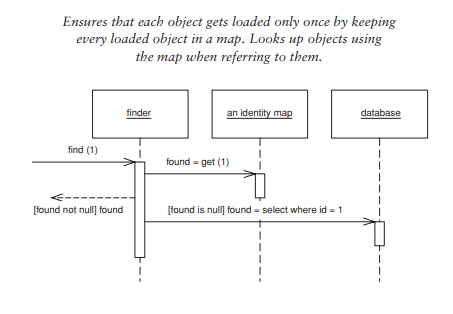 Ensures that each object gets loaded only once by keeping
every loaded object in a map. Looks up objects using
the map when referring to them.
finder
an identity map
database
find (1)
found = get (1)
[found not null] found
[found is null] found = select where id = 1